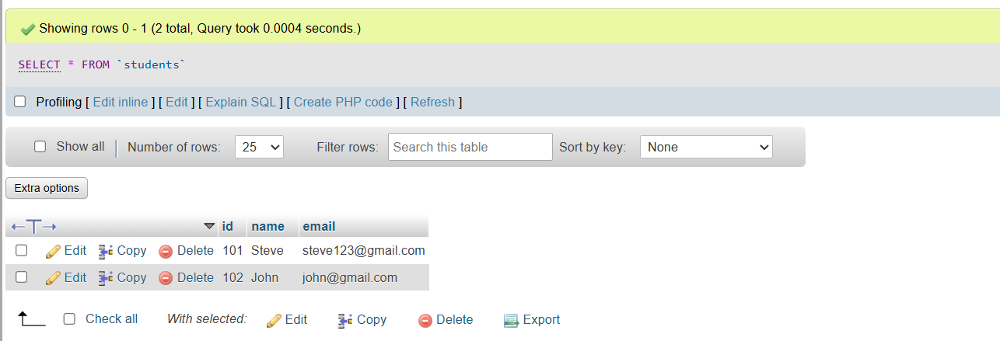 Showing rows 0 - 1 (2 total, Query took 0.0004 seconds.)
SELECT * FROM `students`
Profiling [ Edit inline ] [ Edit ] [ Explain SQL ] [ Create PHP code ] [ Refresh ]
Show all Number of rows: 25 Filter rows: Search this table Sort by key: None
Extra options
id name email
Edit Copy Delete 101 Steve steve123@gmail.com
Edit Copy Delete 102 John john@gmail.com
Check all With selected: Edit Copy Delete Export